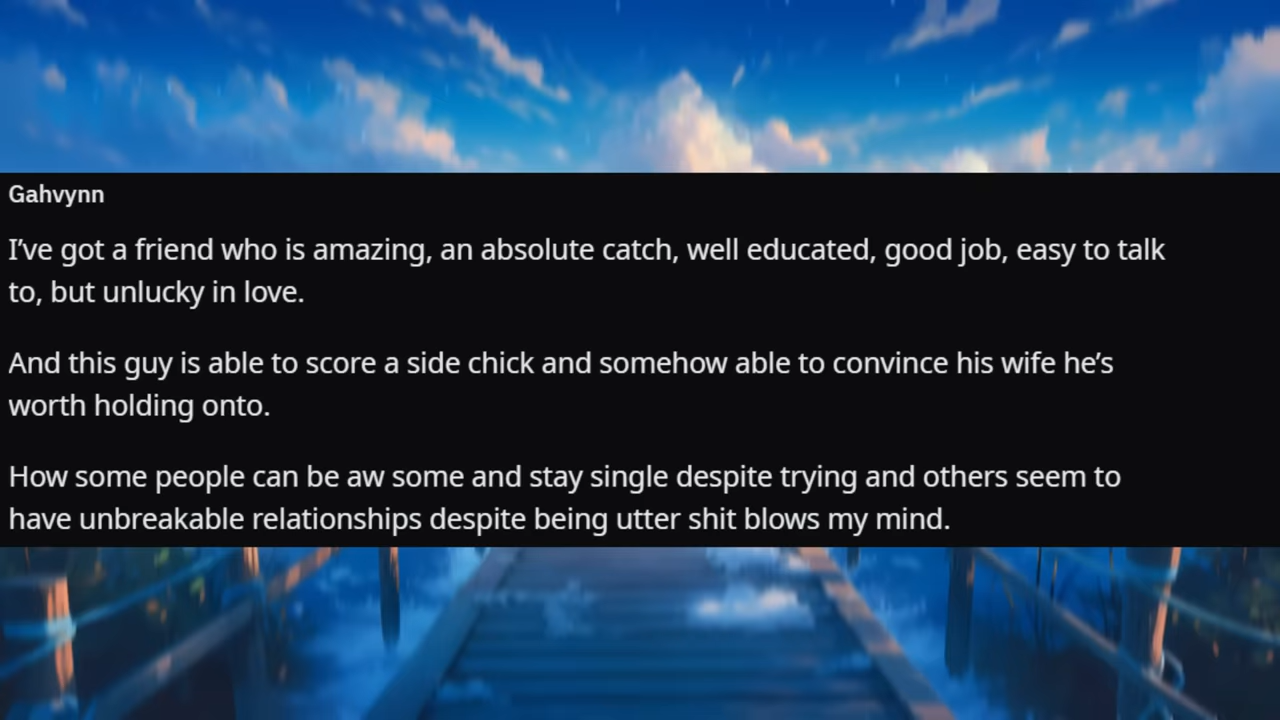 Gahvynn
I’ve got a friend who is amazing, an absolute catch, well educated, good job, easy to talk
to, but unlucky in love.
And this guy is able to score a side chick and somehow able to convince his wife he’s
worth holding onto.
How some people can be aw some and stay single despite trying and others seem to
have unbreakable relationships despite being utter shit blows my mind.